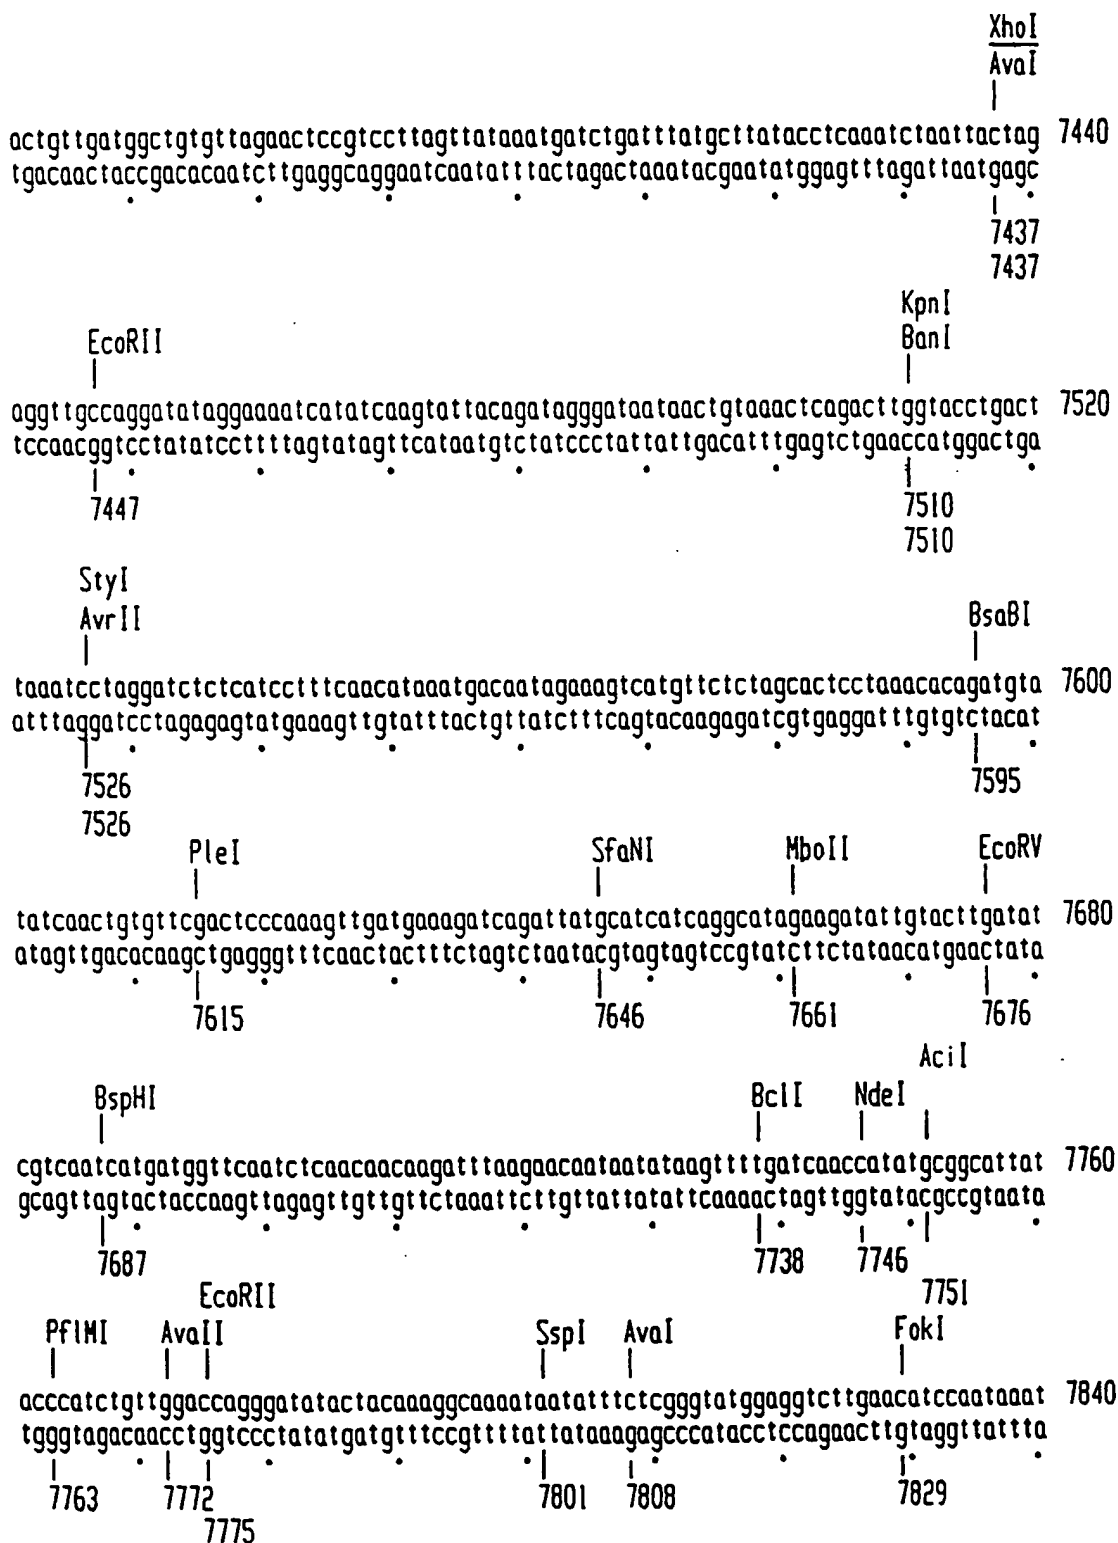 XhoI
AvaI
actgttgatggctgtgttagaactccgtccttagttataaatgatctgatttatgcttatacctcaaatctaattactag 7440
tgacaactaccgacacaatcttgaggcaggaatcaatatttactagactaaatacgaatatggagtttagattaatgagc
7437
7437
KpnI
EcoRII BanI
aggttgccaggatataggaaaatcatatcaagtattacagatagggataataactgtaaactcagacttggtacctgact 7520
tccaacggtcctatatccttttagtatagttcataatgtctatccctattattgacatttgagtctgaaccatggactga
7447 7510
7510
StyI
AvrII BsaBI
taaatcctaggatctctcatcctttcaacataaatgacaatagaaagtcatgttctctagcactcctaaacacagatgta 7600
atttaggatcctagagagtatgaaagttgtatttactgttatctttcagtacaagagatcgtgaggatttgtgtctacat
7526 7595
7526
PleI SfaNI MboII EcoRV
tatcaactgtgttcgactcccaaagttgatgaaagatcagattatgcatcatcaggcatagaagatattgtacttgatat 7680
atagttgacacaagctgagggtttcaactactttctagtctaatacgtagtagtccgtatcttctataacatgaactata
7615 7646 7661 7676
AciI
BspHI BclI NdeI
cgtcaatcatgatggttcaatctcaacaacaagatttaagaacaataatataagttttgatcaaccatatgcggcattat 7760
gcagttagtactaccaagttagagttgttgttctaaattcttgttattatattcaaaactagttggtatacgccgtaata
7687 7738 7746
7751
EcoRII
PflMI AvaII SspI AvaI FokI
acccatctgttggaccagggatatactacaaaggcaaaataatatttctcgggtatggaggtcttgaacatccaataaat 7840
tgggtagacaacctggtccctatatgatgtttccgttttattataaagagcccatacctccagaacttgtaggttattta
7763 7772 7801 7808 7829
7775